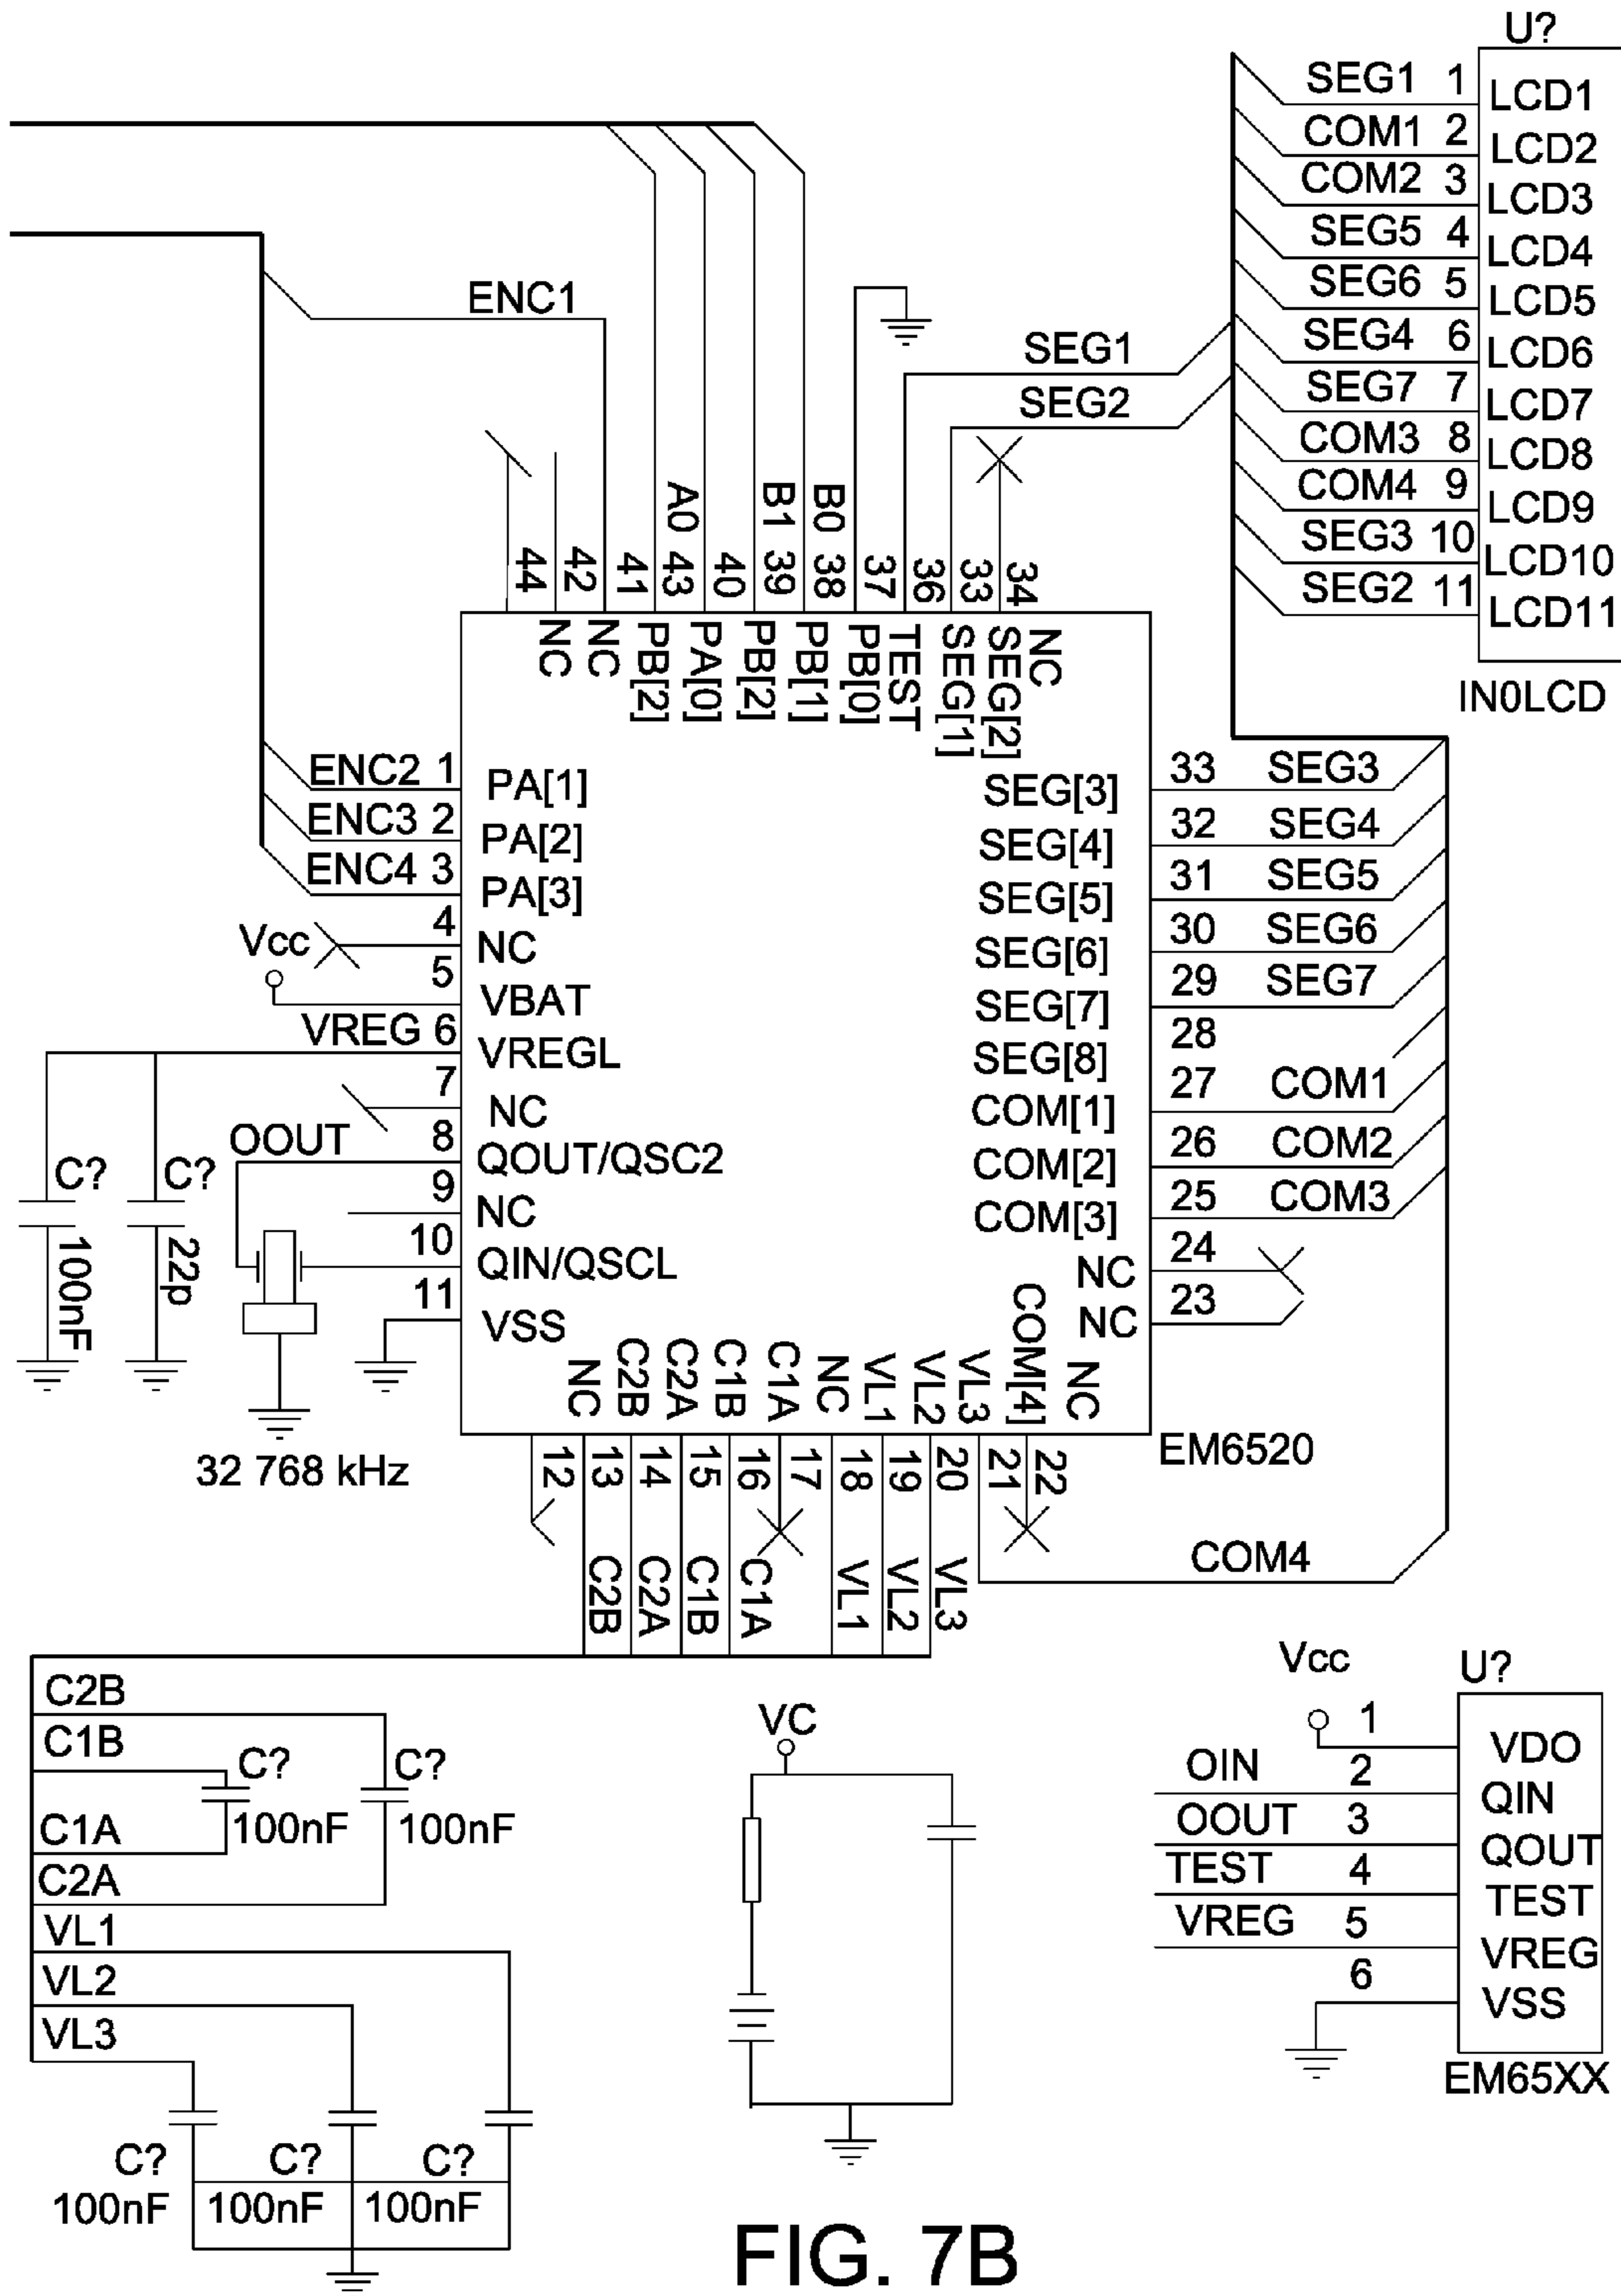 U?
SEG1 1 LCD1
COM1 2 LCD2
COM2 3 LCD3
SEG5 4 LCD4
SEG6 5 LCD5
SEG4 6 LCD6
SEG7 7 LCD7
COM3 8 LCD8
COM4 9 LCD9
SEG3 10 LCD10
SEG2 11 LCD11
IN0LCD
ENC1
SEG1
SEG2
A0
B1
B0
44
42
41
43
40
39
38
37
36
33
34
NC
NC
PB[2]
PA[0]
PB[2]
PB[1]
PB[0]
TEST
SEG[1]
SEG[2]
NC
ENC2 1 PA[1]
ENC3 2 PA[2]
ENC4 3 PA[3]
4 NC
Vcc
5 VBAT
VREG 6 VREGL
7 NC
OOUT 8 QOUT/QSC2
9 NC
10 QIN/QSCL
11 VSS
C?
100nF
C?
22p
32 768 kHz
SEG[3] 33 SEG3
SEG[4] 32 SEG4
SEG[5] 31 SEG5
SEG[6] 30 SEG6
SEG[7] 29 SEG7
SEG[8] 28
COM[1] 27 COM1
COM[2] 26 COM2
COM[3] 25 COM3
NC 24
NC 23
NC
C2B
C2A
C1B
C1A
NC
VL1
VL2
VL3
COM[4]
NC
EM6520
12
13
14
15
16
17
18
19
20
21
22
C2B
C2A
C1B
C1A
VL1
VL2
VL3
COM4
C2B
C1B
C? C?
C1A 100nF 100nF
C2A
VL1
VL2
VL3
C? C? C?
100nF 100nF 100nF
VC
Vcc
U?
1 VDO
OIN 2 QIN
OOUT 3 QOUT
TEST 4 TEST
VREG 5 VREG
6 VSS
EM65XX
FIG. 7B